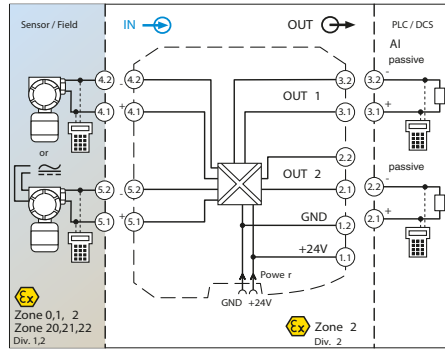 Sensor / Field
IN
OUT
PLC / DCS
AI
passive
4.2
-
4.2
3.2
3.2
-
OUT 1
4.1
+
4.1
3.1
3.1
+
or
2.2
passive
OUT 2
5.2
-
5.2
2.1
2.2
-
GND
5.1
+
5.1
1.2
2.1
+
+24V
1.1
Powe r
GND +24V
Ex
Zone 0,1, 2
Zone 20,21,22
Div. 1,2
Ex
Zone 2
Div. 2